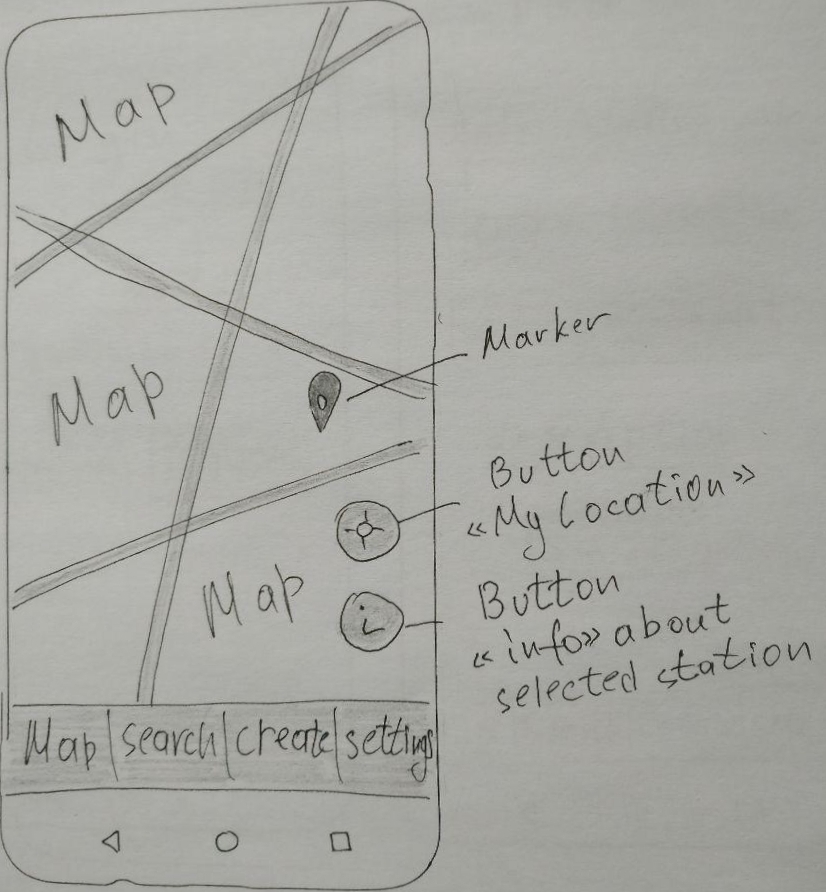 Map
Marker
Map
Button
«My location»
Button
«info» about
selected station
Map
i
Map search create settings